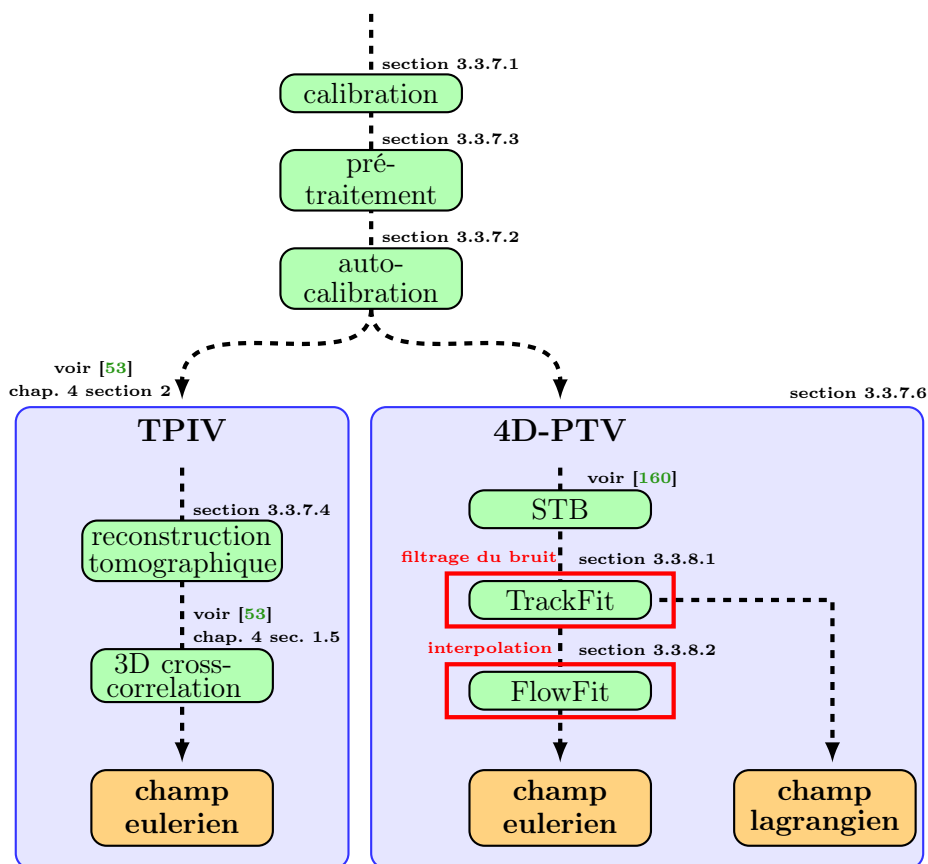 section 3.3.7.1
calibration
section 3.3.7.3
pré-
traitement
section 3.3.7.2
auto-
calibration
voir [53]
chap. 4 section 2
TPIV
section 3.3.7.4
reconstruction
tomographique
voir [53]
chap. 4 sec. 1.5
3D cross-
correlation
champ
eulerien
section 3.3.7.6
4D-PTV
voir [160]
STB
filtrage du bruit
section 3.3.8.1
TrackFit
interpolation
section 3.3.8.2
FlowFit
champ
eulerien
champ
lagrangien